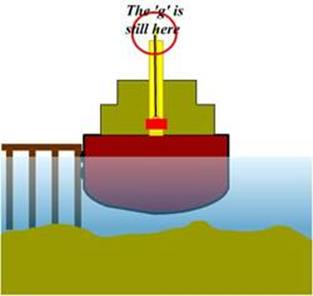 The 'g' is
still here